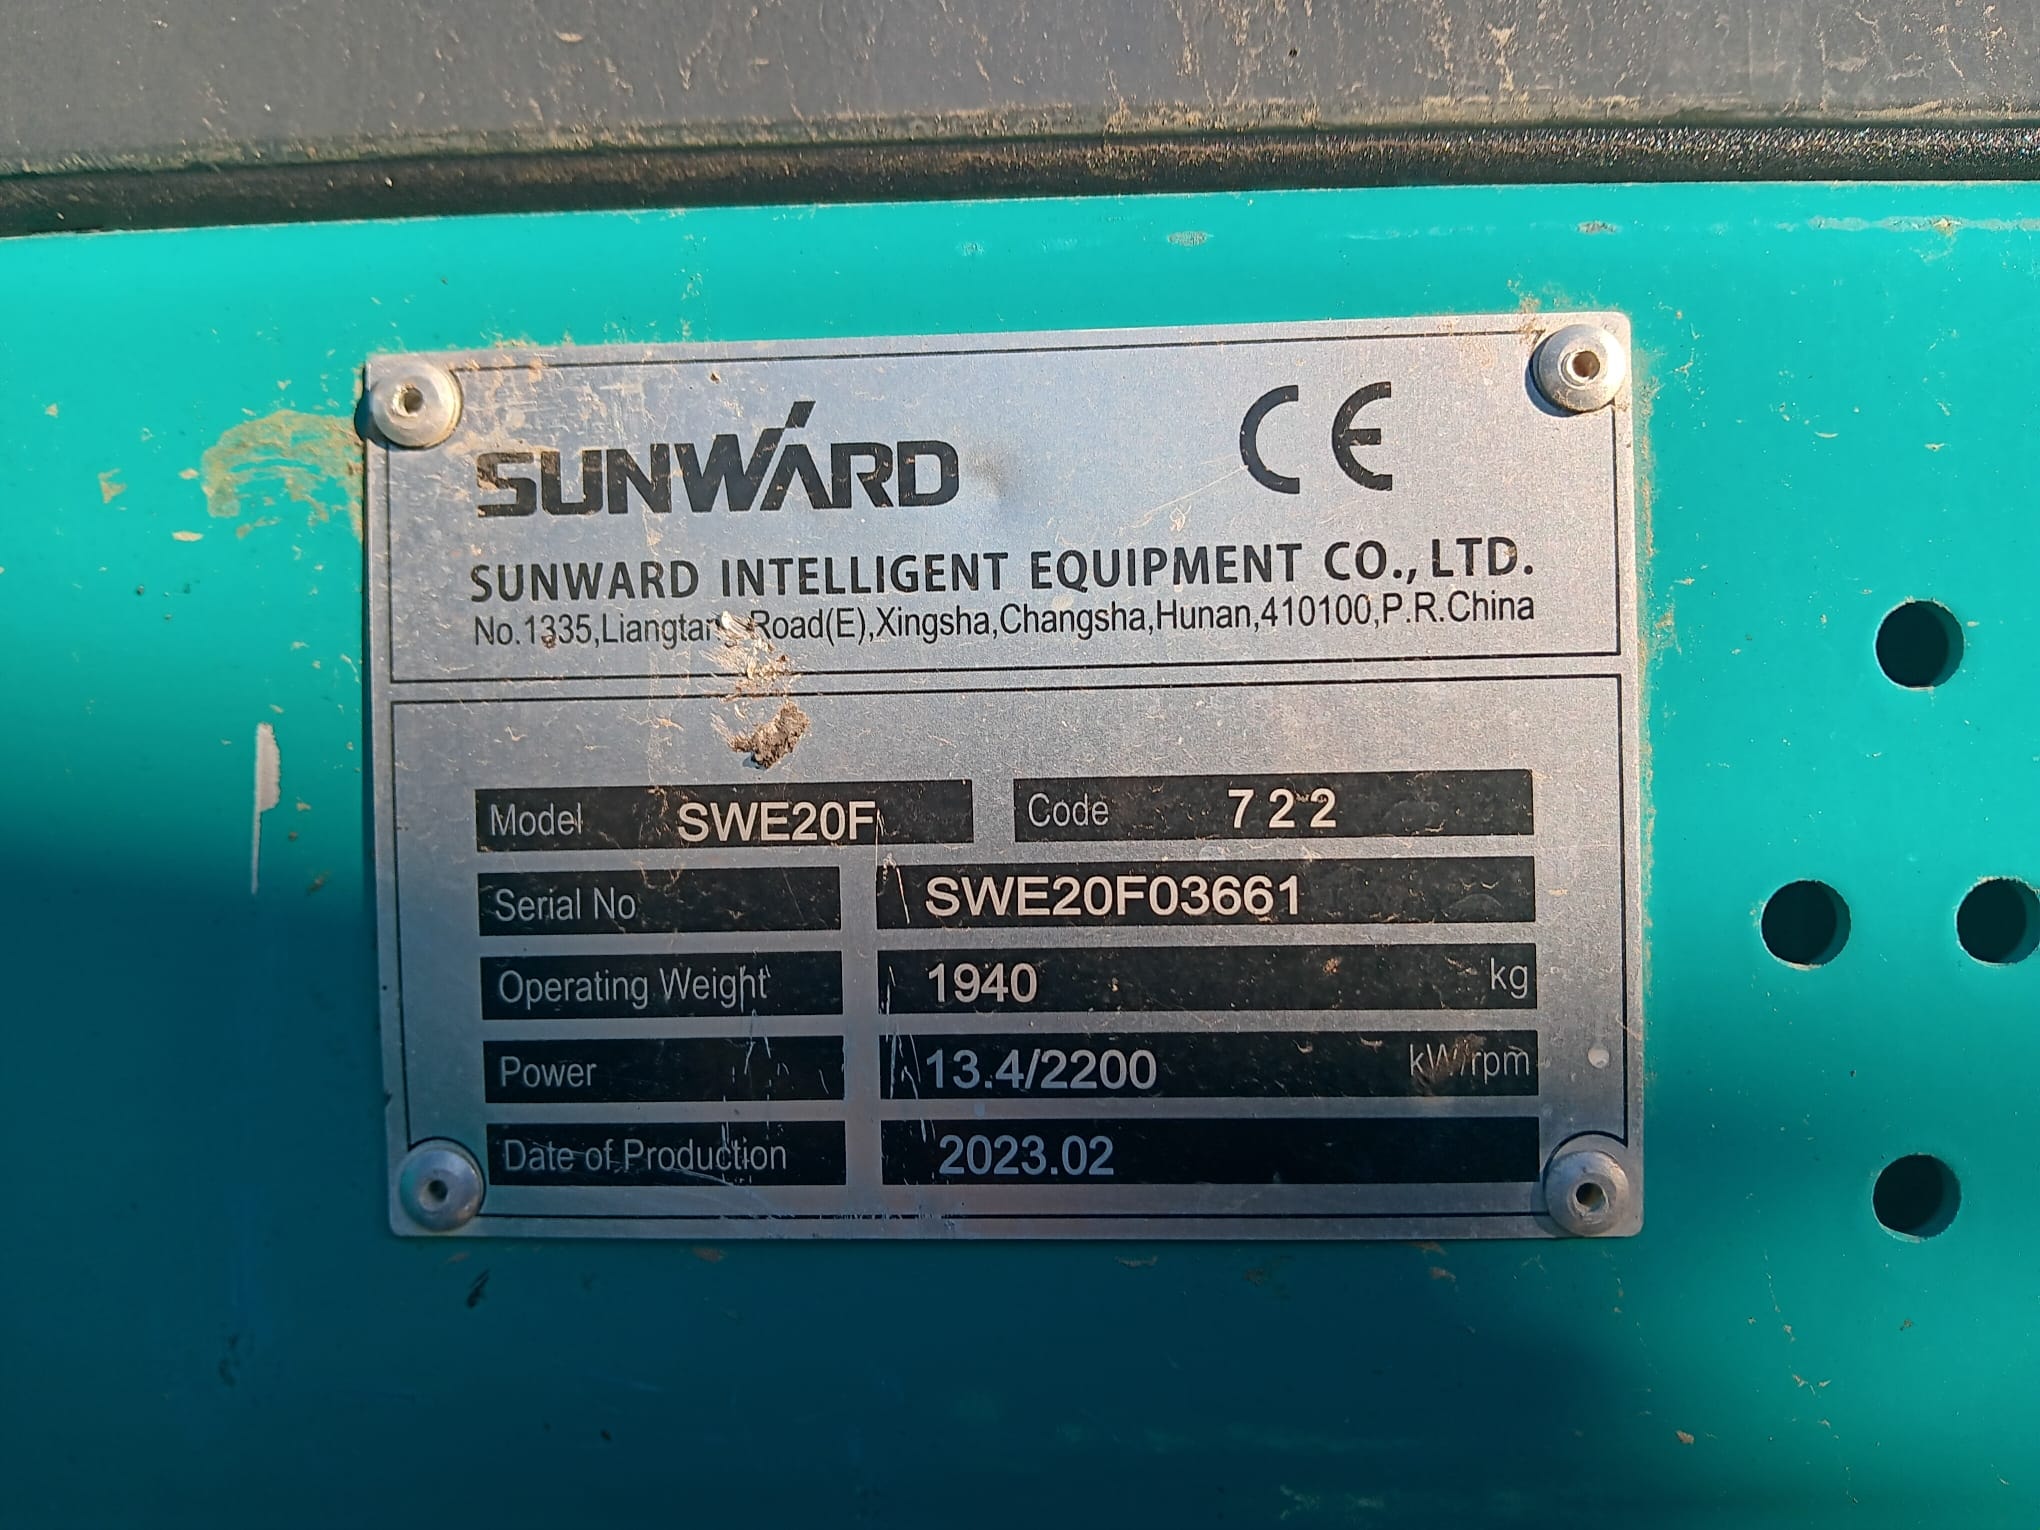 SUNWARD CE
SUNWARD INTELLIGENT EQUIPMENT CO., LTD.
No.1335, Road(E),Xingsha,Changsha,Hunan,410100,P.R.China
Model SWE20F Code 722
Serial No SWE20F03661
Operating Weight 1940 kg
Power 13.4/2200 kW/rpm
Date of Production 2023.02